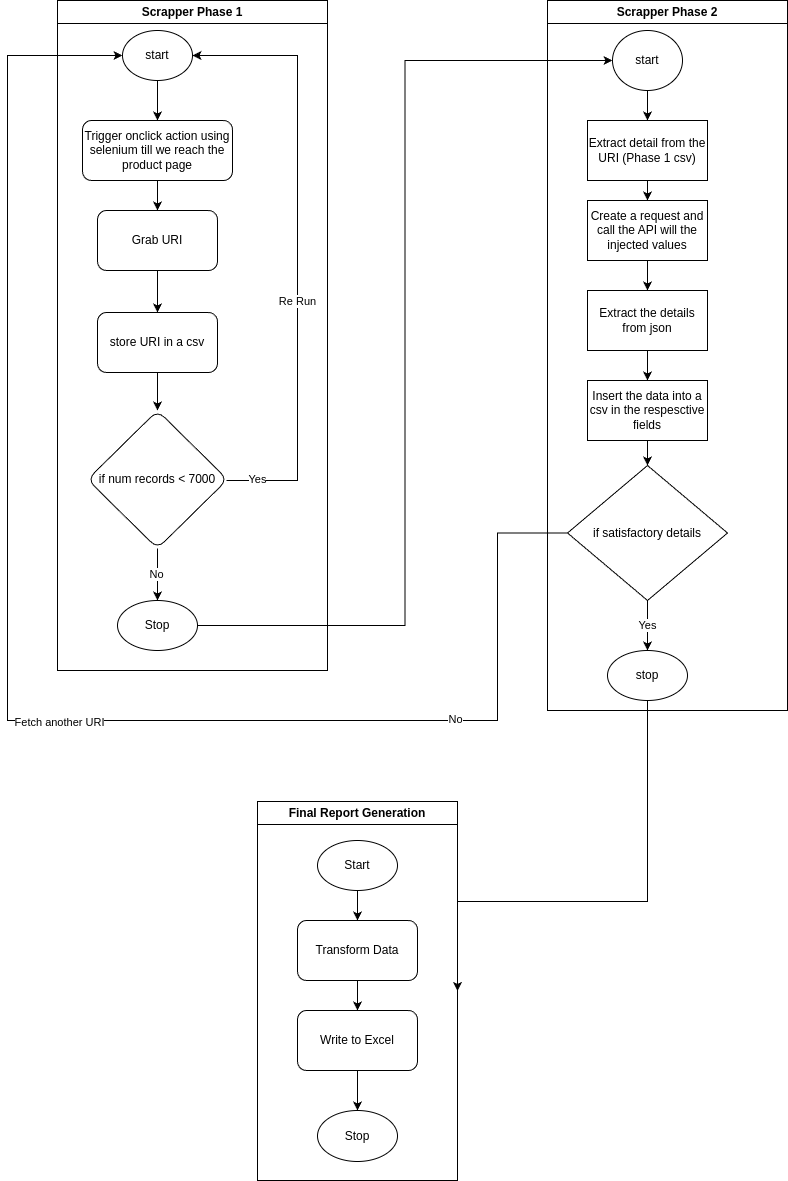 Scrapper Phase 1
start
Trigger onclick action using
selenium till we reach the
product page
Grab URI
Re Run
store URI in a csv
if num records < 7000
Yes
No
Stop
Fetch another URI
Scrapper Phase 2
start
Extract detail from the
URI (Phase 1 csv)
Create a request and
call the API will the
injected values
Extract the details
from json
Insert the data into a
csv in the respesctive
fields
if satisfactory details
Yes
No
stop
Final Report Generation
Start
Transform Data
Write to Excel
Stop